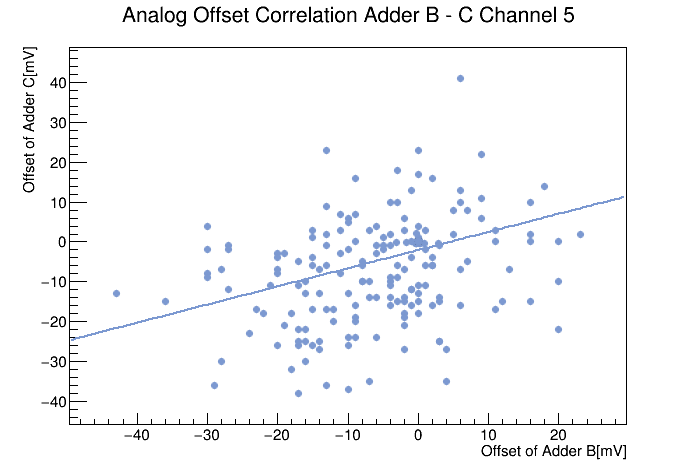 Analog Offset Correlation Adder B - C Channel 5
Offset of Adder C[mV]
40
30
20
10
0
−10
−20
−30
−40
−40 −30 −20 −10 0 10 20
Offset of Adder B[mV]